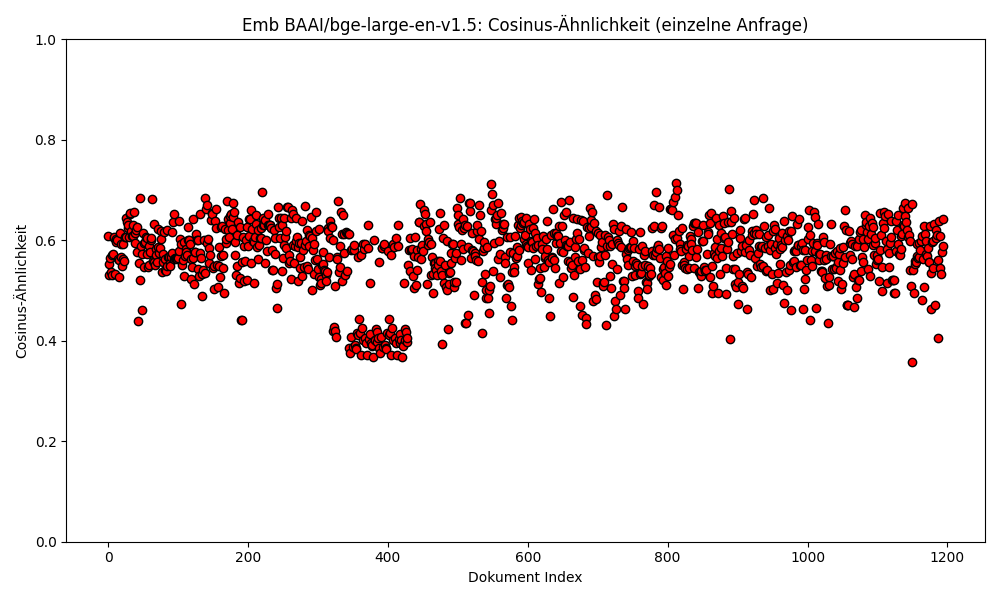 Emb BAAI/bge-large-en-v1.5: Cosinus-Ähnlichkeit (einzelne Anfrage)
1.0
0.8
0.6
0.4
0.2
0.0
Cosinus-Ähnlichkeit
0 200 400 600 800 1000 1200
Dokument Index